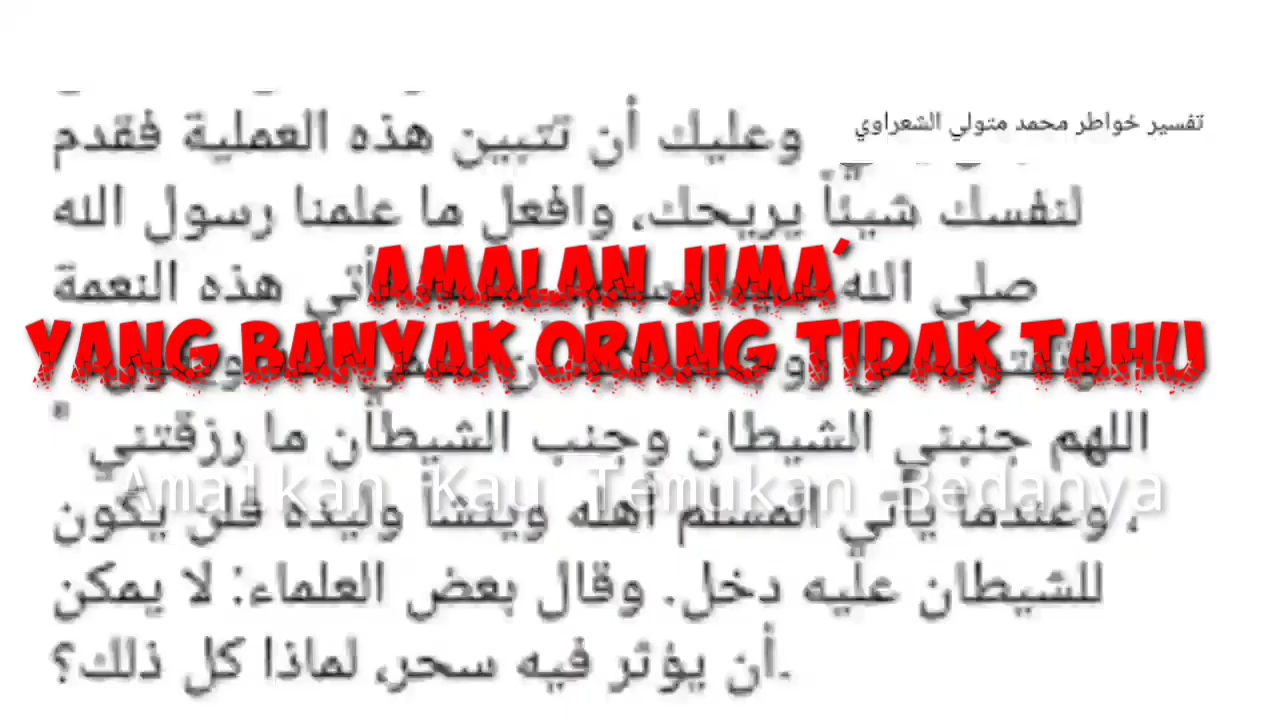 تفسير خواطر محمد متولي الشعراوي
وعليك أن تتبين هذه العملية فقدم
لنفسك شيئاً يريحك، وافعل ما علمنا رسول الله
صلى الله تأتي هذه النعمة
AMALAN JIMA'
YANG BANYAK ORANG TIDAK TAHU
اللهم جنبني الشيطان وجنب الشيطان ما رزقتني "
Amalkan Kau Temukan Bedanya
، وعندما يأتي المسلم أهله وينشأ وليده فلن يكون
للشيطان عليه دخل. وقال بعض العلماء: لا يمكن
أن يؤثر فيه سحر، لماذا كل ذلك؟.